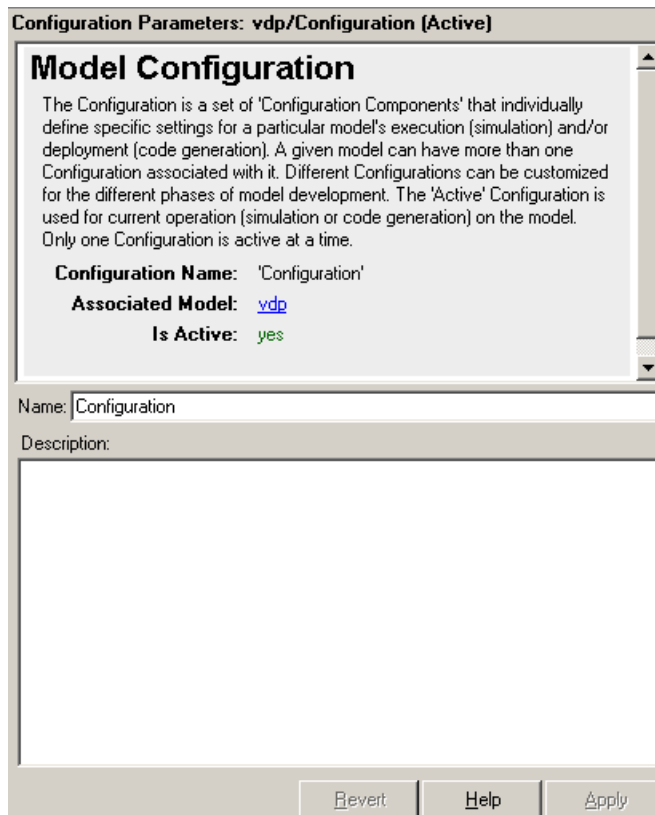 Configuration Parameters: vdp/Configuration (Active)
Model Configuration
The Configuration is a set of 'Configuration Components' that individually
define specific settings for a particular model's execution (simulation) and/or
deployment (code generation). A given model can have more than one
Configuration associated with it. Different Configurations can be customized
for the different phases of model development. The 'Active' Configuration is
used for current operation (simulation or code generation) on the model.
Only one Configuration is active at a time.
Configuration Name: 'Configuration'
Associated Model: vdp
Is Active: yes
Name: Configuration
Description:
Revert Help Apply